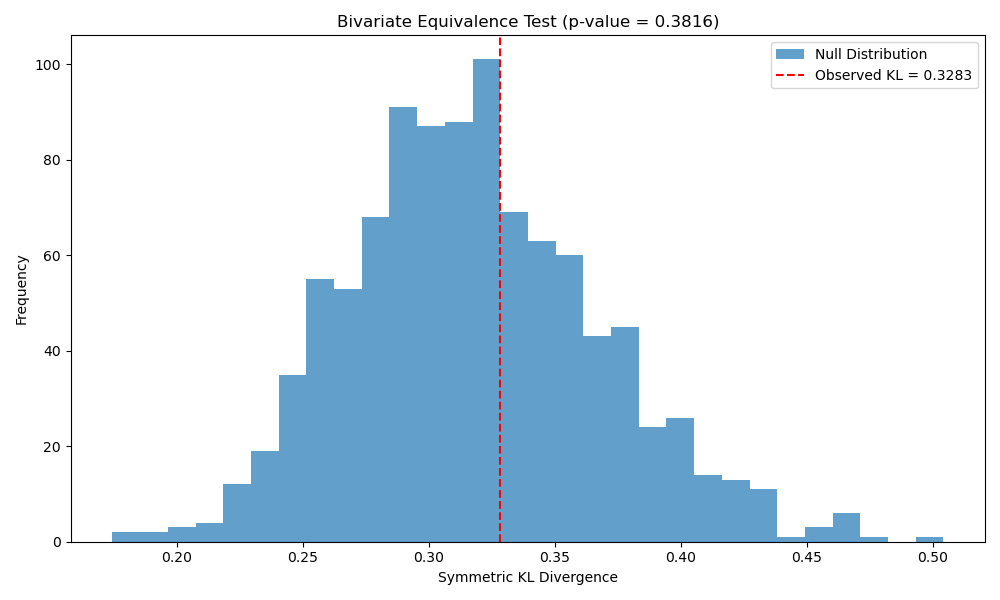 Bivariate Equivalence Test (p-value = 0.3816)
Null Distribution
Observed KL = 0.3283
Frequency
100
80
60
40
20
0
0.20 0.25 0.30 0.35 0.40 0.45 0.50
Symmetric KL Divergence